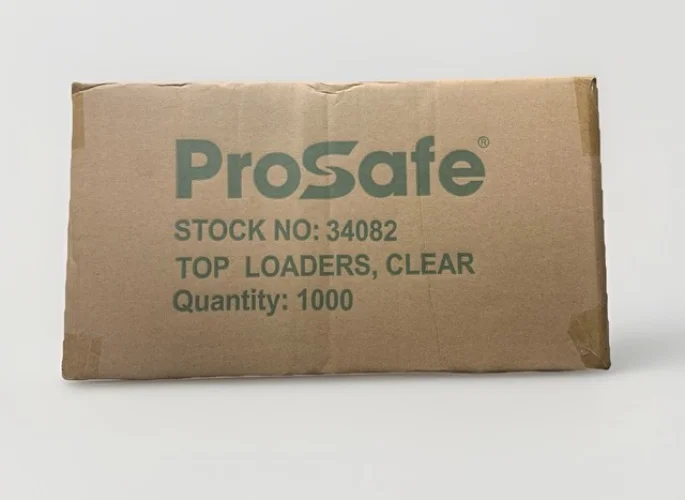 ProSafe®
STOCK NO: 34082
TOP LOADERS, CLEAR
Quantity: 1000